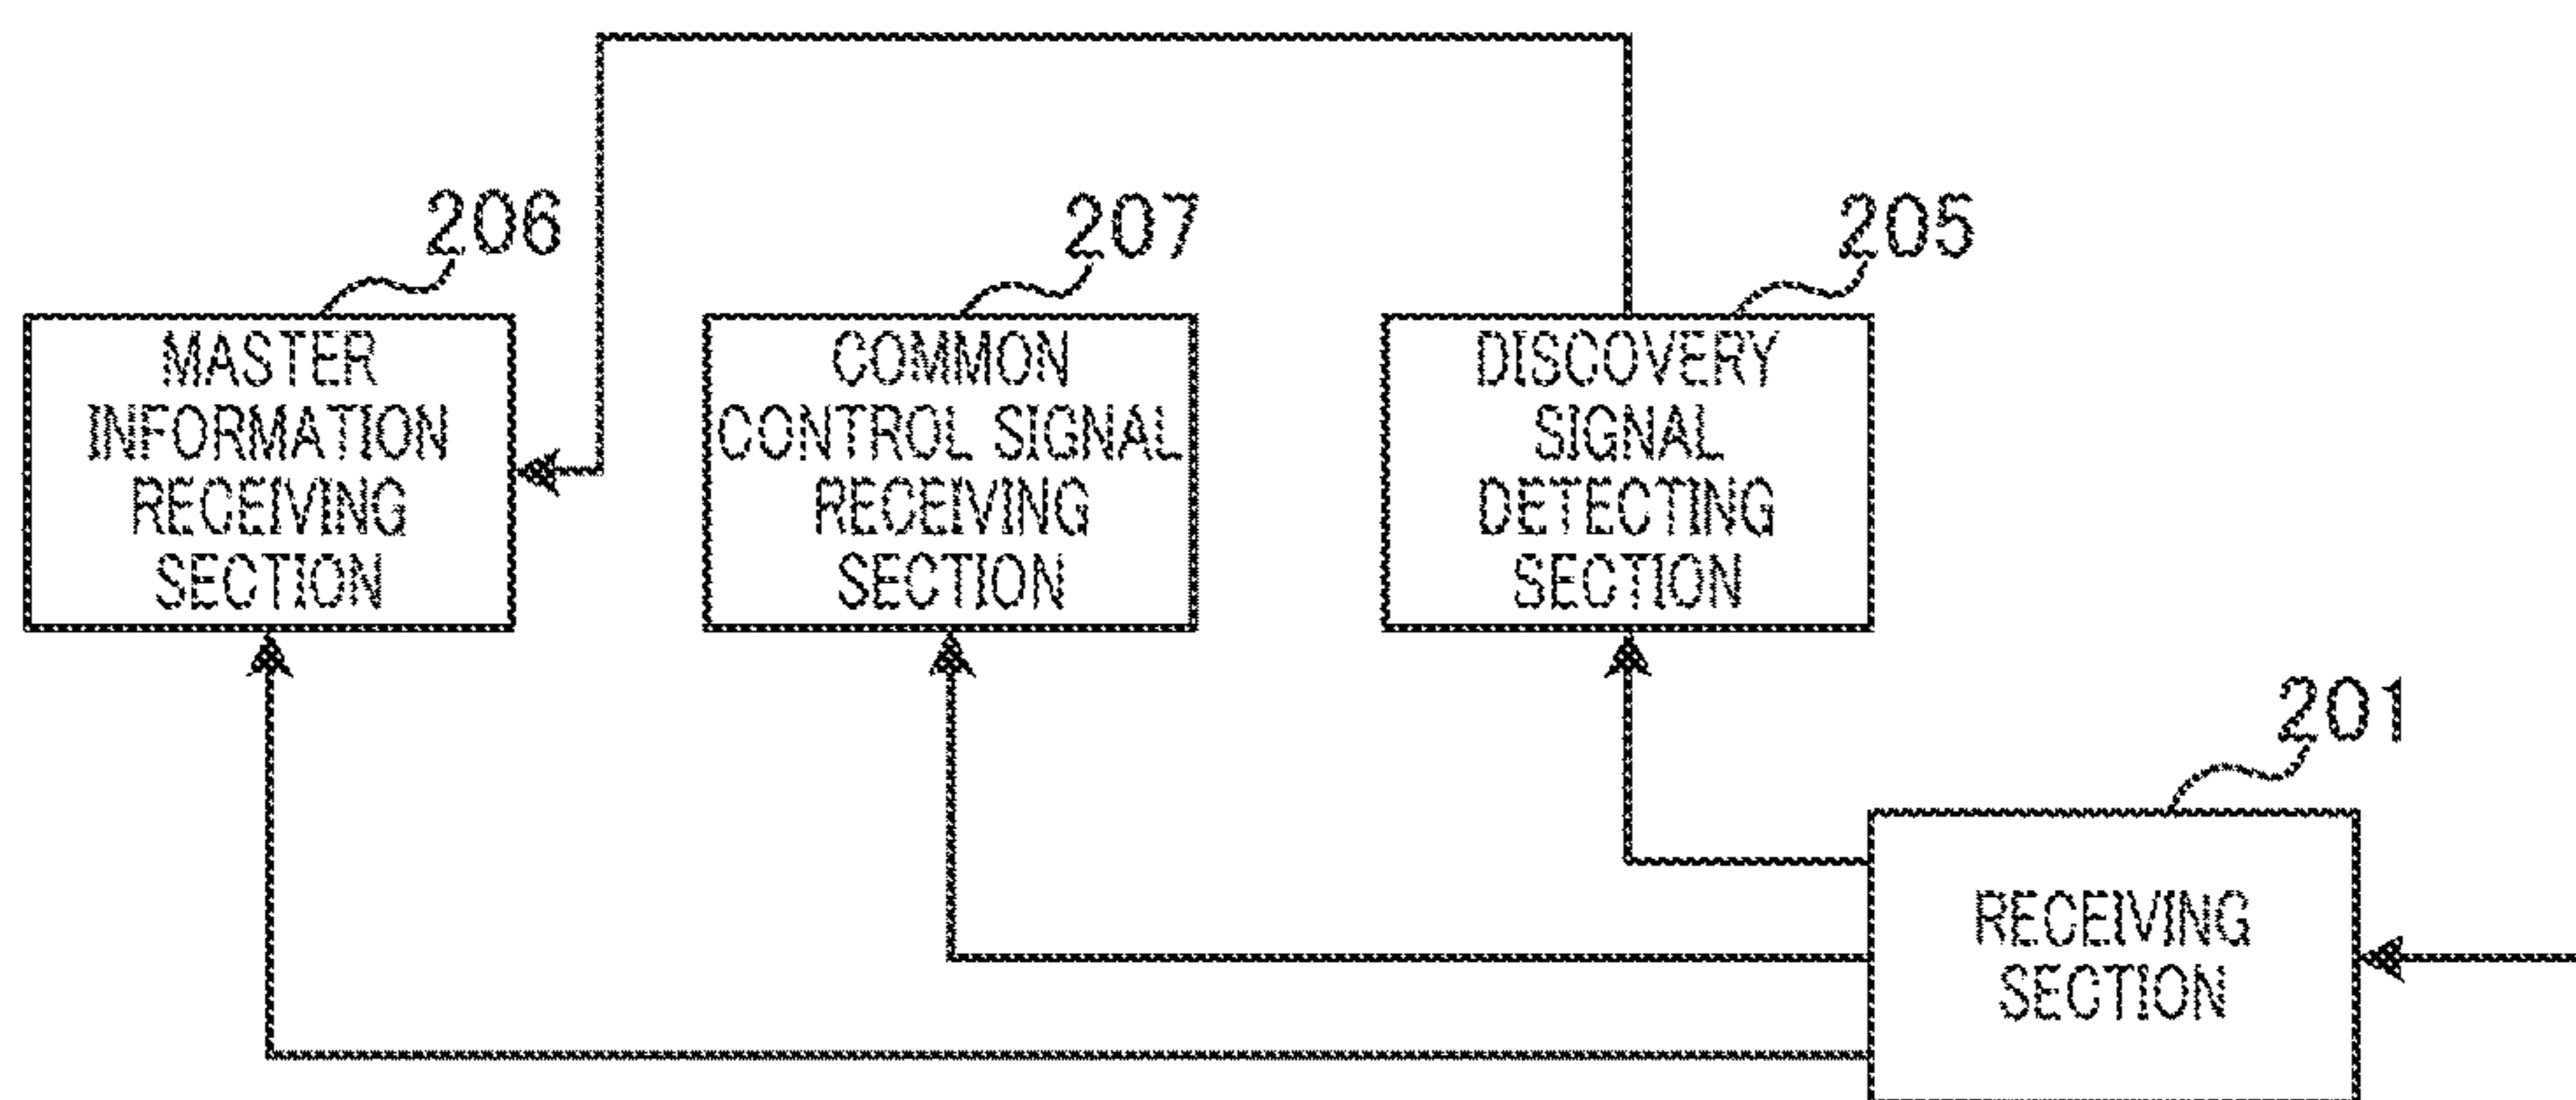 206
207
205
MASTER
INFORMATION
RECEIVING
SECTION
COMMON
CONTROL SIGNAL
RECEIVING
SECTION
DISCOVERY
SIGNAL
DETECTING
SECTION
201
RECEIVING
SECTION